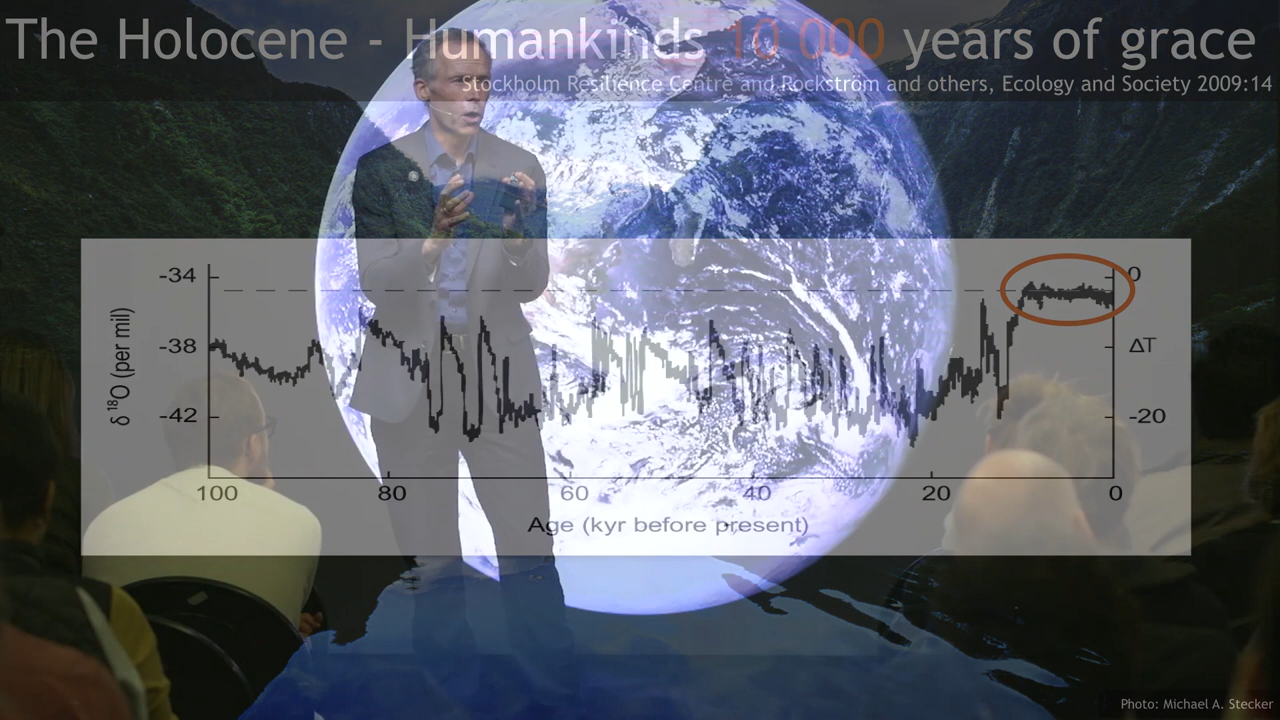 The Holocene - Humankinds 10 000 years of grace
Stockholm Resilience Centre and Rockström and others, Ecology and Society 2009:14
-34
-38
-42
δ ¹⁸O (per mil)
0
ΔT
-20
100 80 60 40 20 0
Age (kyr before present)
Photo: Michael A. Stecker